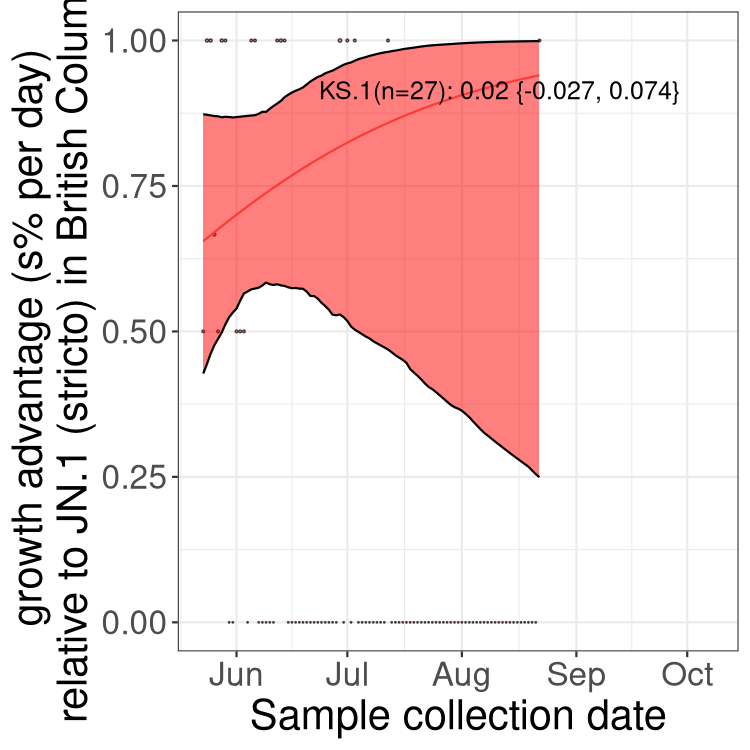 growth advantage (s% per day)
relative to JN.1 (stricto) in British Colum
1.00
0.75
0.50
0.25
0.00
KS.1(n=27): 0.02 {-0.027, 0.074}
Jun Jul Aug Sep Oct
Sample collection date